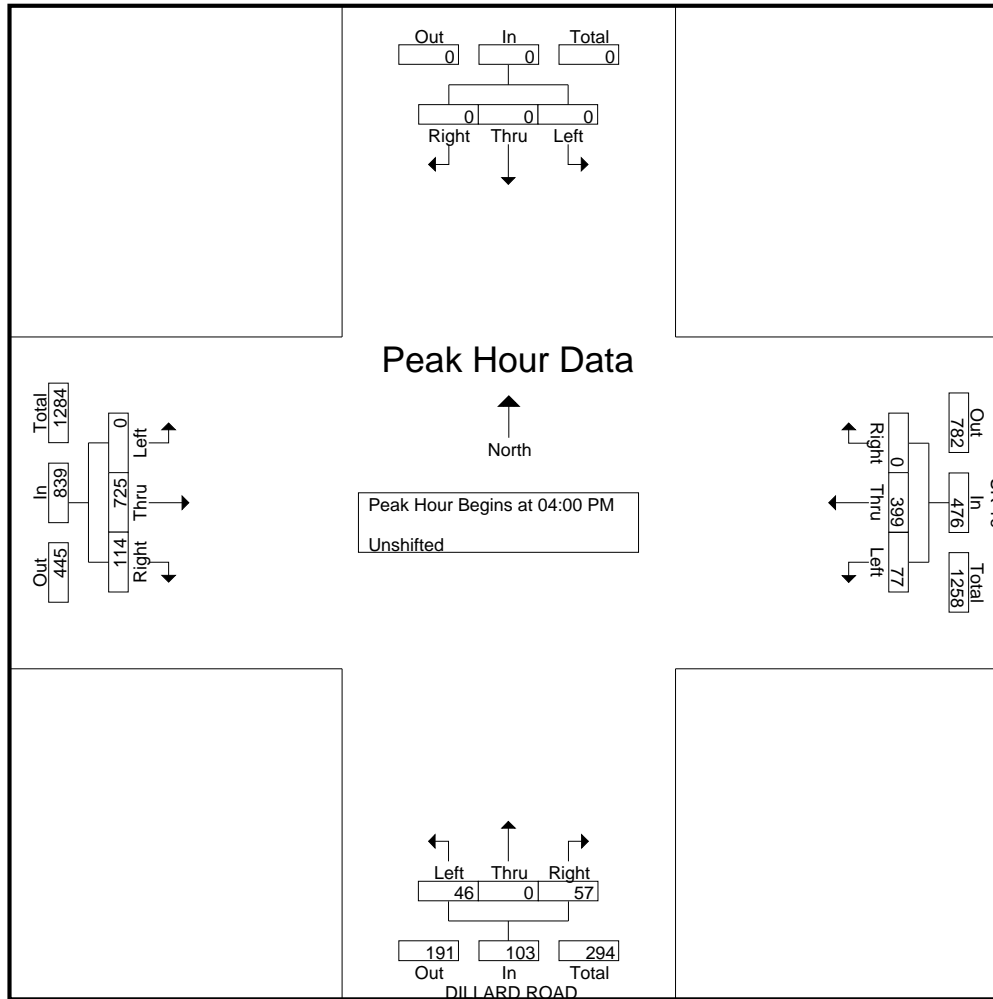 Out In Total
0 0 0
0 0 0
Right Thru Left
Peak Hour Data
North
Peak Hour Begins at 04:00 PM
Unshifted
Total In Out
1284 839 445
0 725 114
Left Thru Right
Out In Total
782 476 1258
0 399 77
Right Thru Left
Left Thru Right
46 0 57
191 103 294
Out In Total
DILLARD ROAD